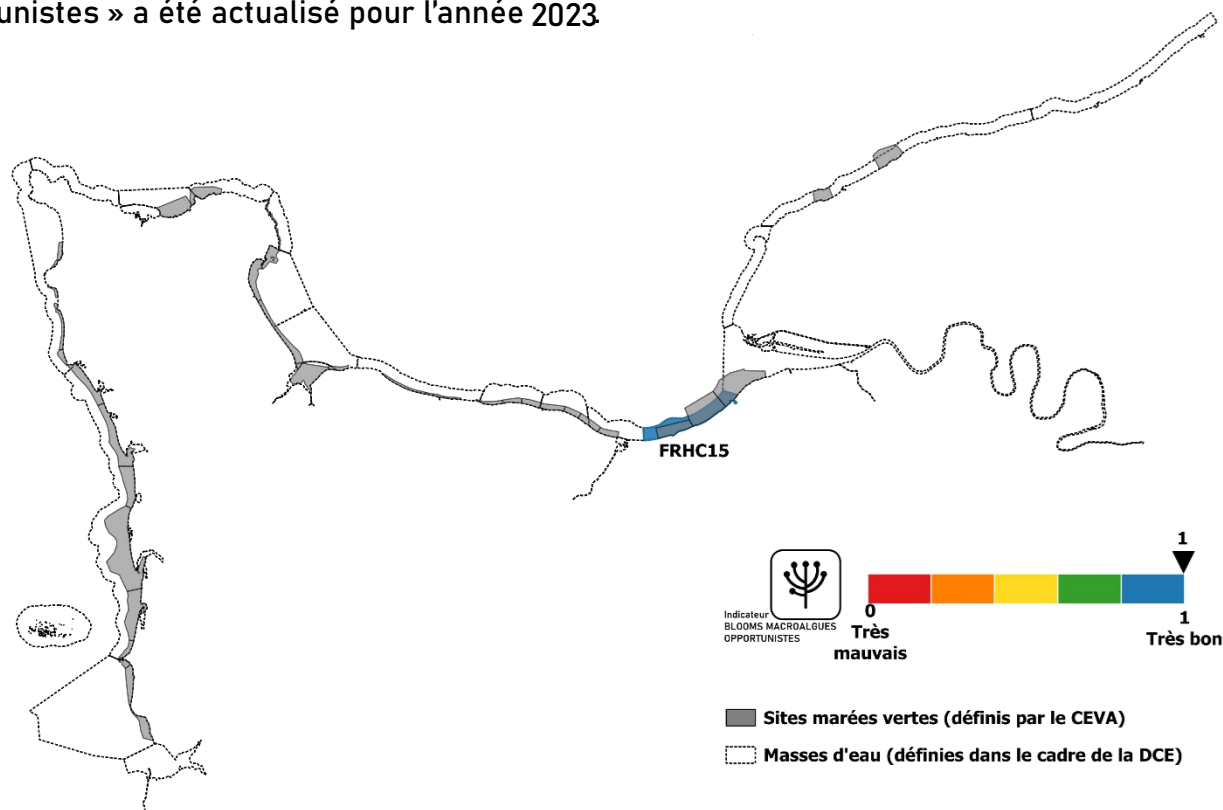 unistes » a été actualisé pour l'année 2023.
FRHC15
1
Indicateur
BLOOMS MACROALGUES
OPPORTUNISTES
0
Très
mauvais
1
Très bon
Sites marées vertes (définis par le CEVA)
Masses d'eau (définies dans le cadre de la DCE)